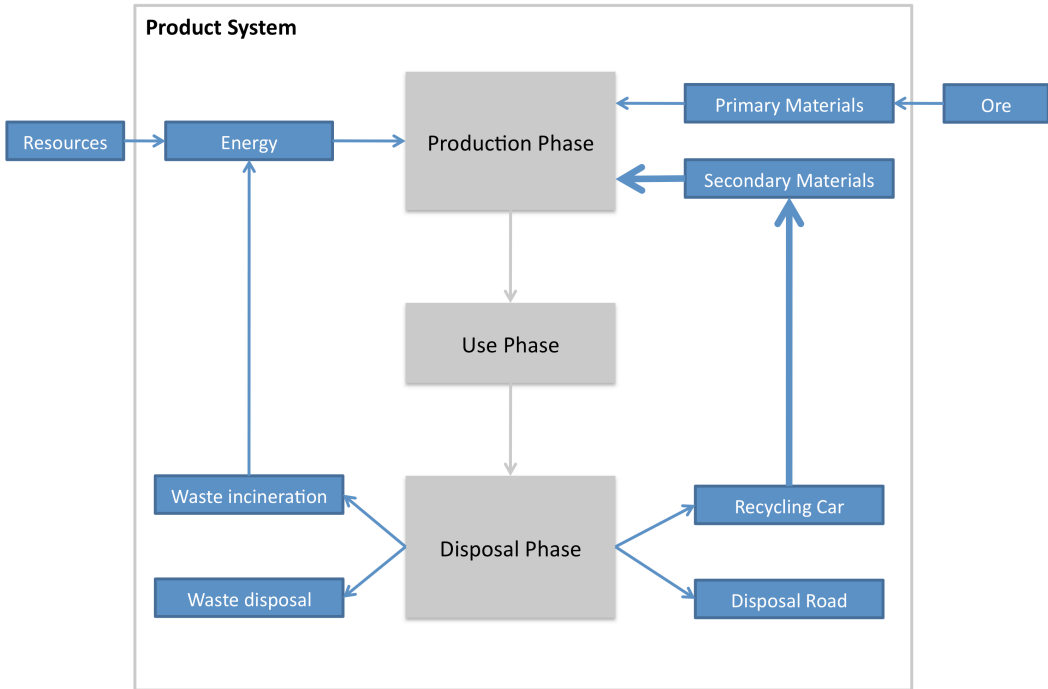 Product System
Primary Materials
Ore
Resources
Energy
Production Phase
Secondary Materials
Use Phase
Waste incineration
Recycling Car
Disposal Phase
Waste disposal
Disposal Road